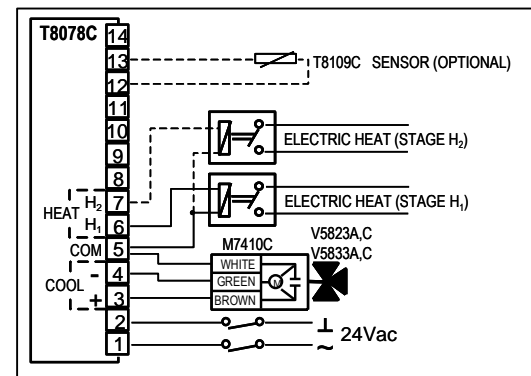 T8078C
14
13
12
11
10
9
8
7
6
5
4
3
2
1
T8109C SENSOR (OPTIONAL)
ELECTRIC HEAT (STAGE H₂)
ELECTRIC HEAT (STAGE H₁)
HEAT
H₂
H₁
COM
COOL
-
+
M7410C
WHITE
GREEN
BROWN
M
V5823A,C
V5833A,C
⊥
24Vac
~